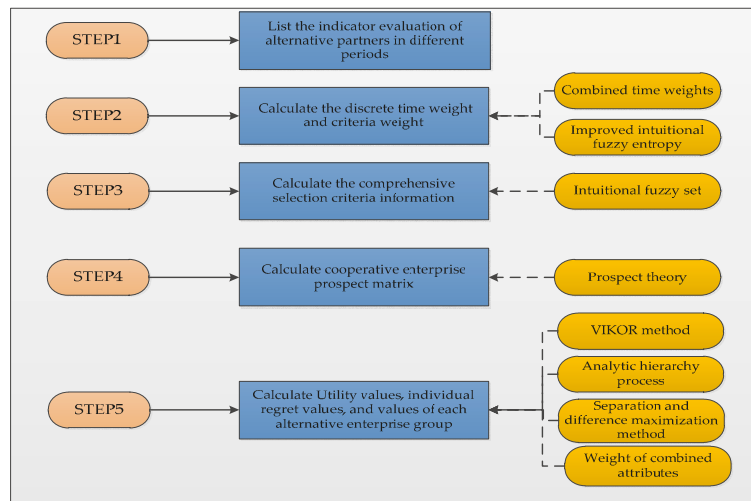 STEP1
List the indicator evaluation of
alternative partners in different
periods
STEP2
Calculate the discrete time weight
and criteria weight
Combined time weights
Improved intuitional
fuzzy entropy
STEP3
Calculate the comprehensive
selection criteria information
Intuitional fuzzy set
STEP4
Calculate cooperative enterprise
prospect matrix
Prospect theory
STEP5
Calculate Utility values, individual
regret values, and values of each
alternative enterprise group
VIKOR method
Analytic hierarchy
process
Separation and
difference maximization
method
Weight of combined
attributes